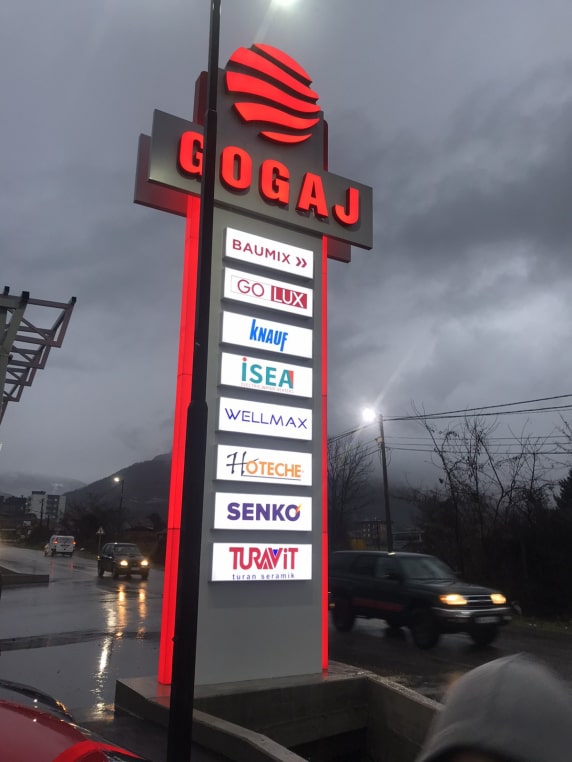 GOGAJ
BAUMIX
GO LUX
KNAUF
iSEA
WELLMAX
HOTECHE
SENKO
TURAViT
turan seramik